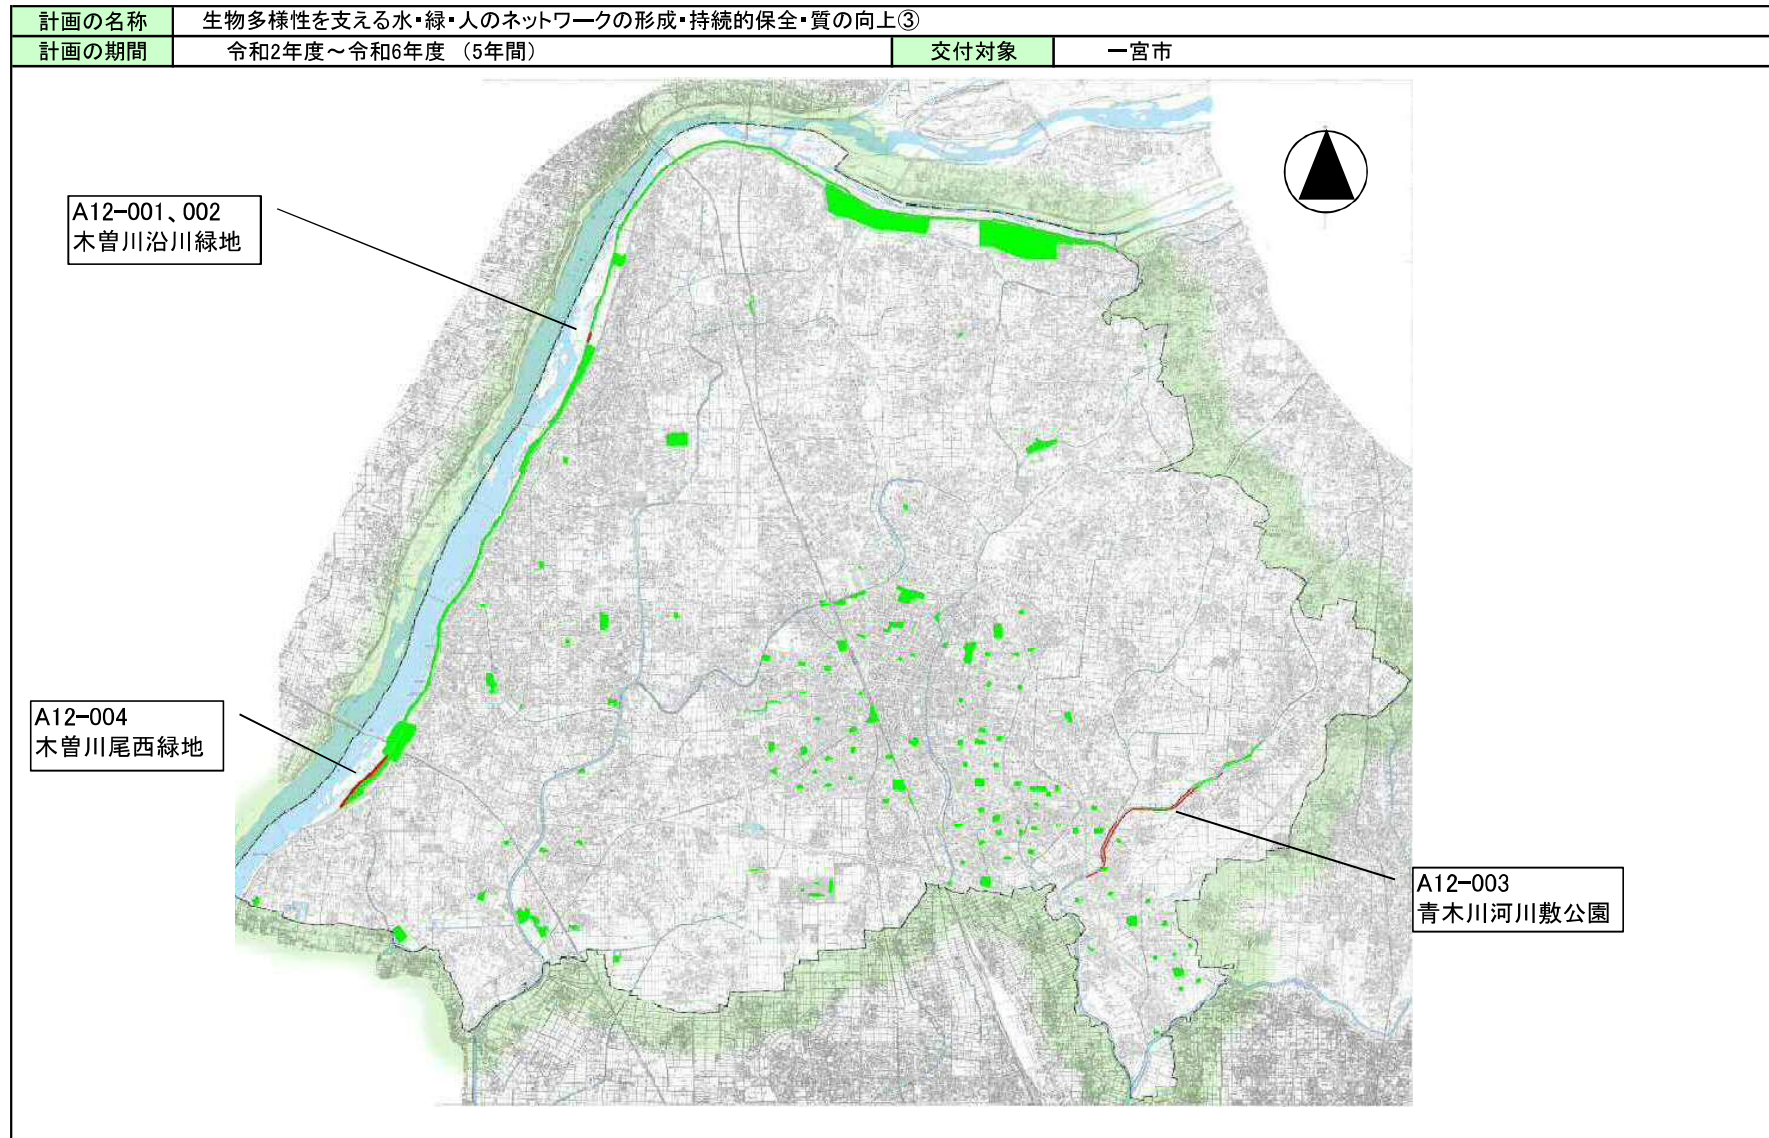 計画の名称 生物多様性を支える水・緑・人のネットワークの形成・持続的保全・質の向上③
計画の期間 令和2年度～令和6年度 （5年間） 交付対象 一宮市
A12-001、002
木曽川沿川緑地
A12-004
木曽川尾西緑地
A12-003
青木川河川敷公園